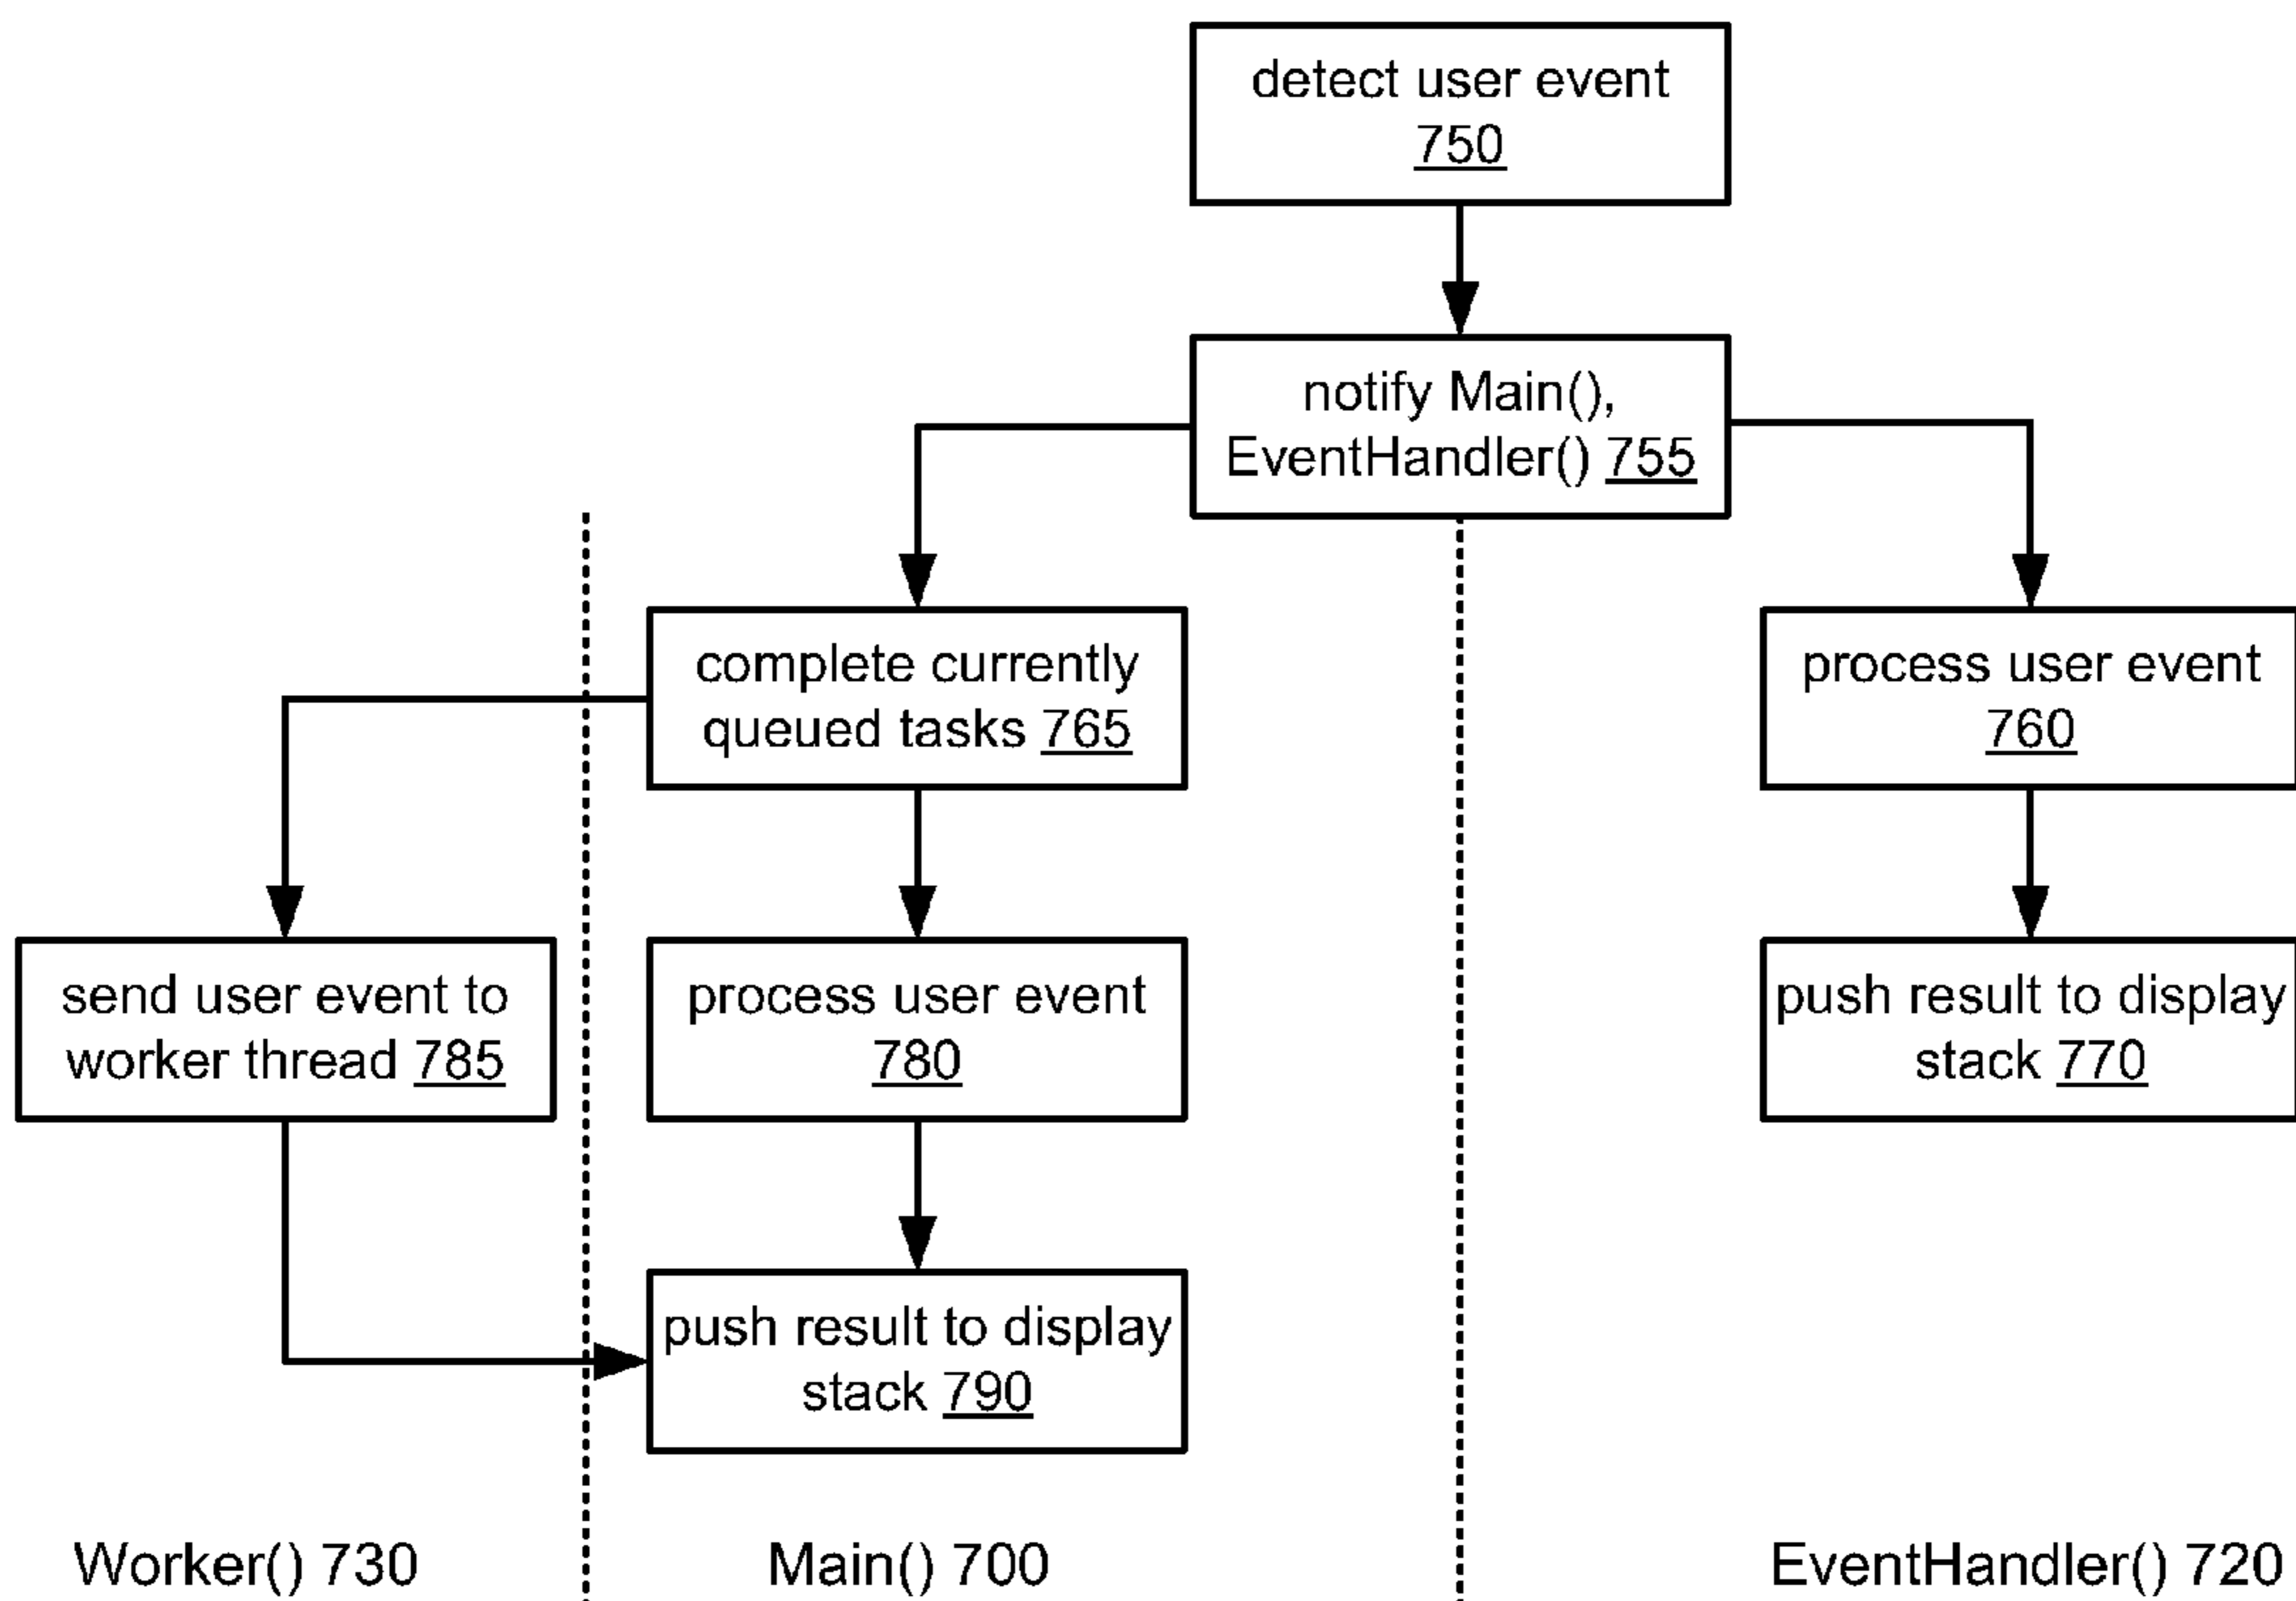 detect user event
750
notify Main(),
EventHandler() 755
complete currently
queued tasks 765
process user event
760
send user event to
worker thread 785
process user event
780
push result to display
stack 770
push result to display
stack 790
Worker() 730
Main() 700
EventHandler() 720